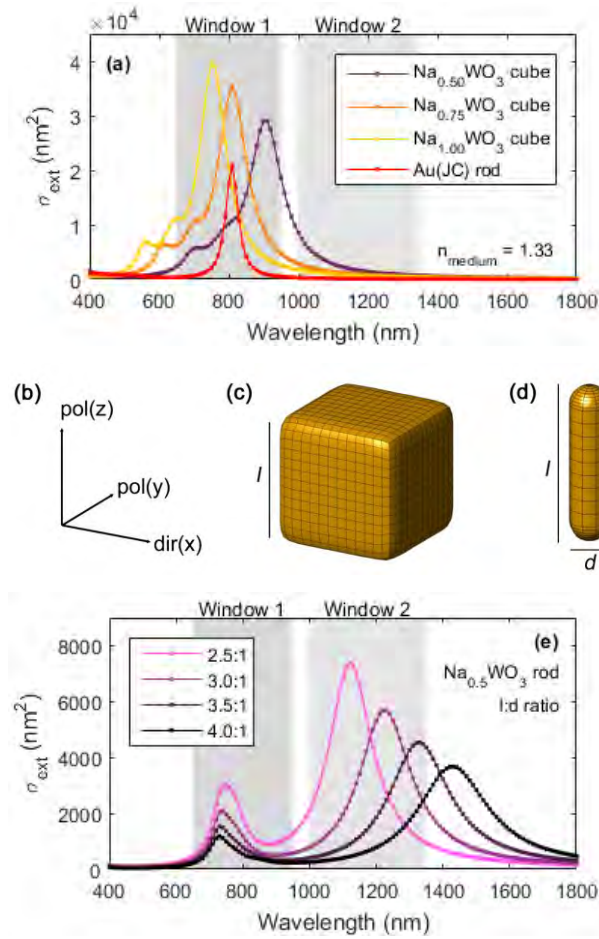 × 10⁴ Window 1 Window 2
(a)
Na₀.₅₀WO₃ cube
Na₀.₇₅WO₃ cube
Na₁.₀₀WO₃ cube
Au(JC) rod
n_medium = 1.33
σ_ext (nm²)
4
3
2
1
0
400 600 800 1000 1200 1400 1600 1800
Wavelength (nm)
(b) (c) (d)
pol(z)
pol(y)
dir(x)
l
l
d
Window 1 Window 2
(e)
2.5:1
3.0:1
3.5:1
4.0:1
Na₀.₅WO₃ rod
l:d ratio
σ_ext (nm²)
8000
6000
4000
2000
0
400 600 800 1000 1200 1400 1600 1800
Wavelength (nm)